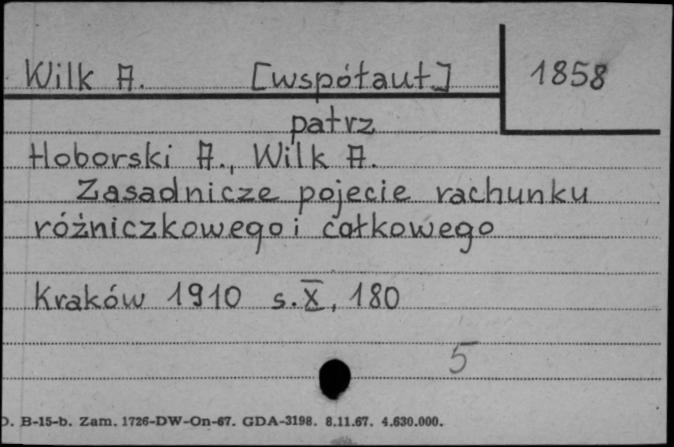 Wilk A. [współaut.] 1858
patrz
Hoborski A., Wilk A.
Zasadnicze pojecie rachunku
różniczkowego i całkowego
Kraków 1910 s. X, 180
5
D. B-15-b. Zam. 1726-DW-On-67. GDA-3198. 8.11.67. 4.630.000.